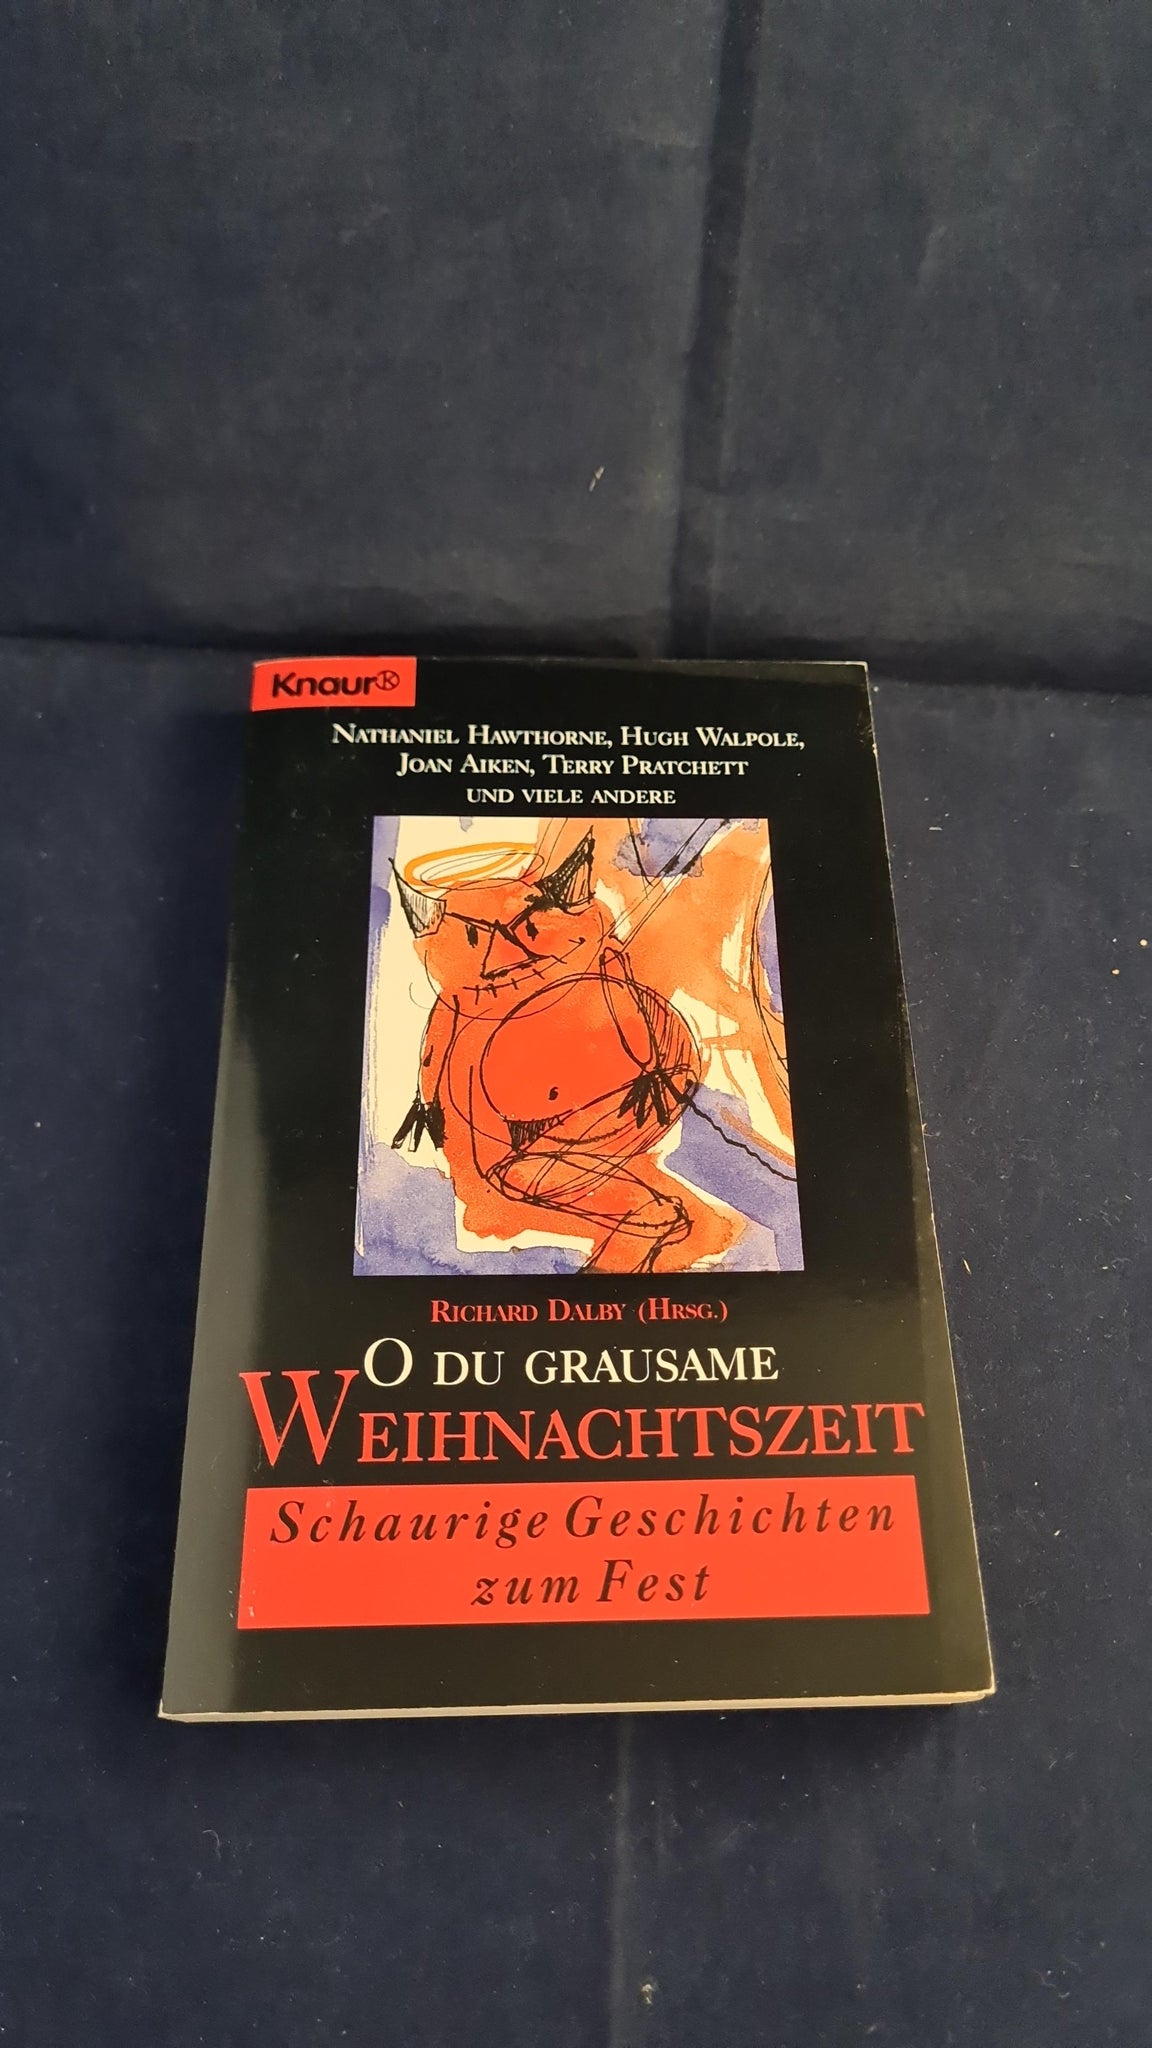 Knaur
NATHANIEL HAWTHORNE, HUGH WALPOLE,
JOAN AIKEN, TERRY PRATCHETT
UND VIELE ANDERE
RICHARD DALBY (HRSG.)
O DU GRAUSAME
WEIHNACHTSZEIT
Schaurige Geschichten
zum Fest